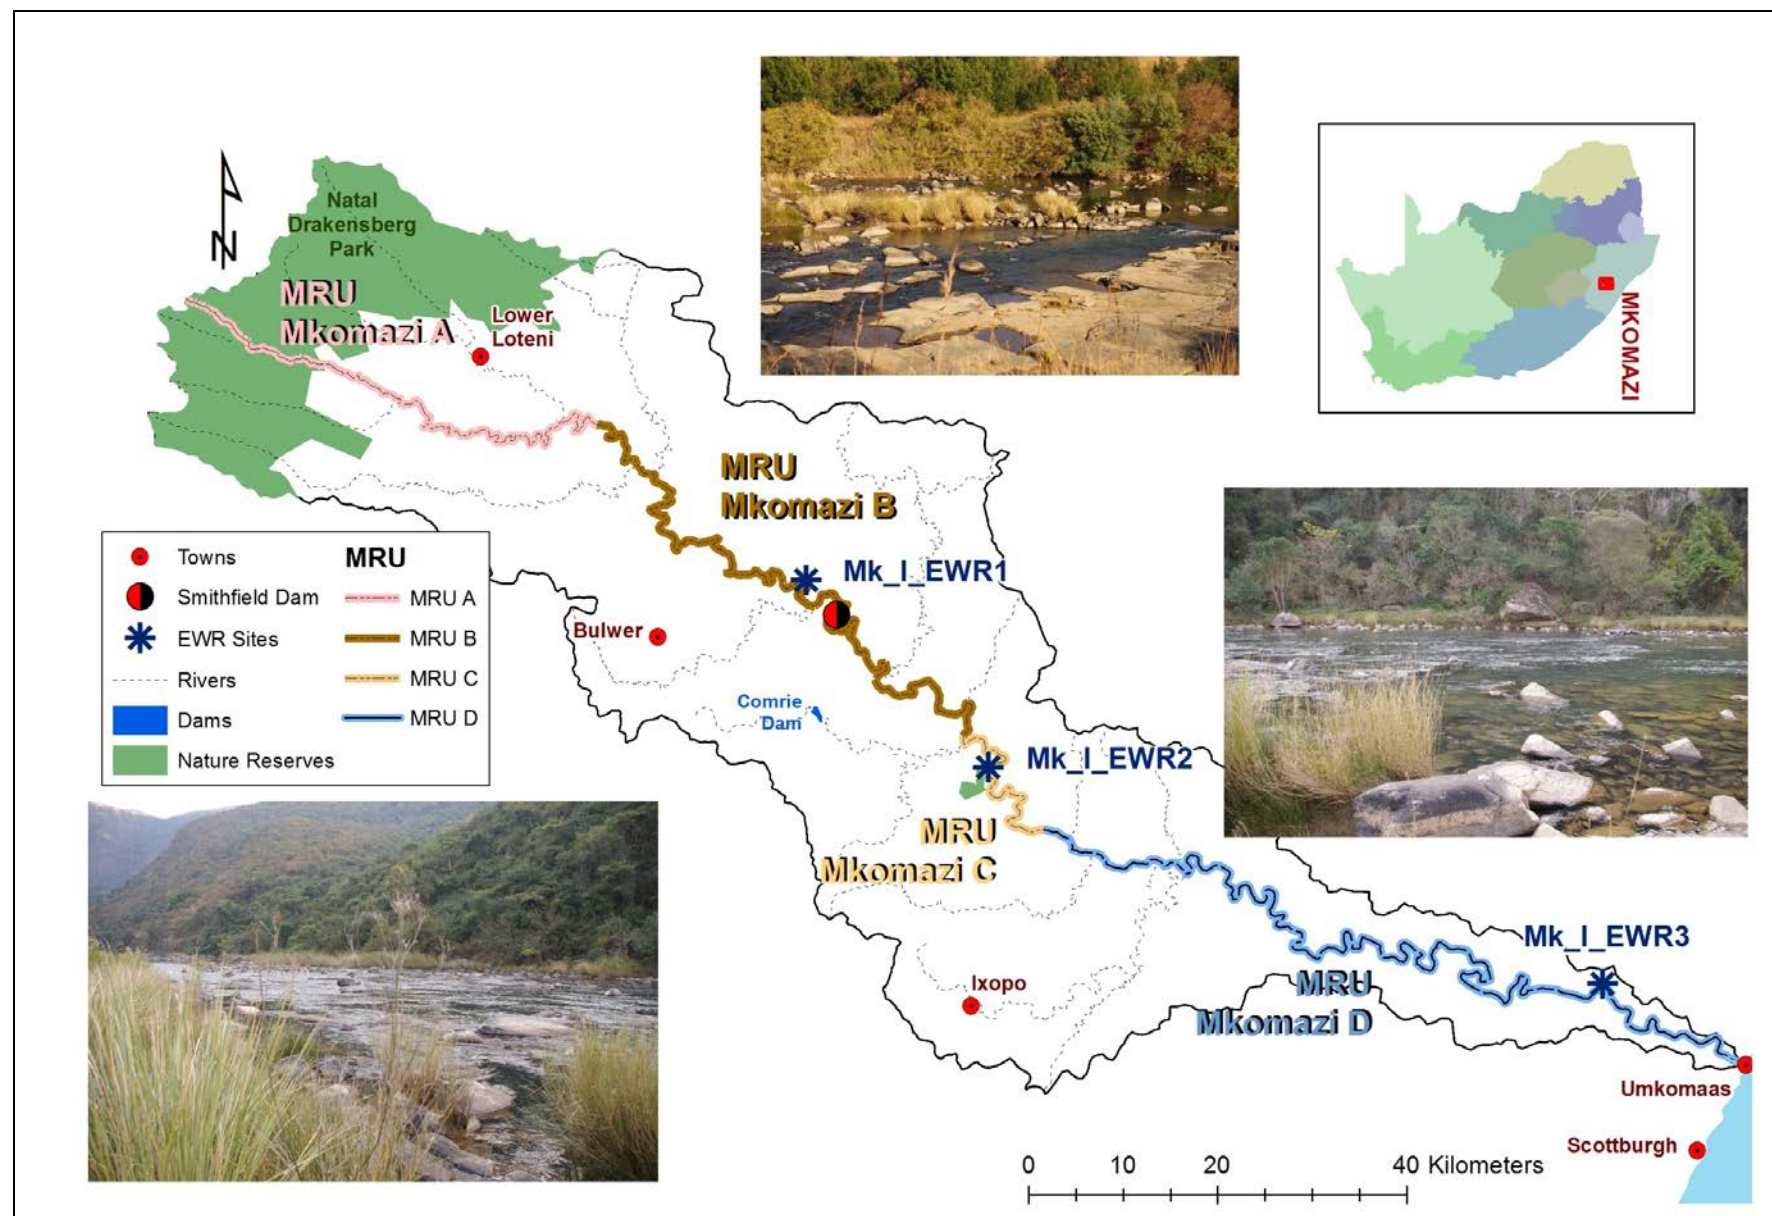 Natal
Drakensberg
Park
N
MRU
Mkomazi A
Lower
Loteni
MKOMAZI
MRU
Mkomazi B
Mk_I_EWR1
Towns
Smithfield Dam
EWR Sites
Rivers
Dams
Nature Reserves
MRU
MRU A
MRU B
MRU C
MRU D
Bulwer
Comrie
Dam
Mk_I_EWR2
MRU
Mkomazi C
Mk_I_EWR3
Ixopo
MRU
Mkomazi D
Umkomaas
Scottburgh
0 10 20 40 Kilometers